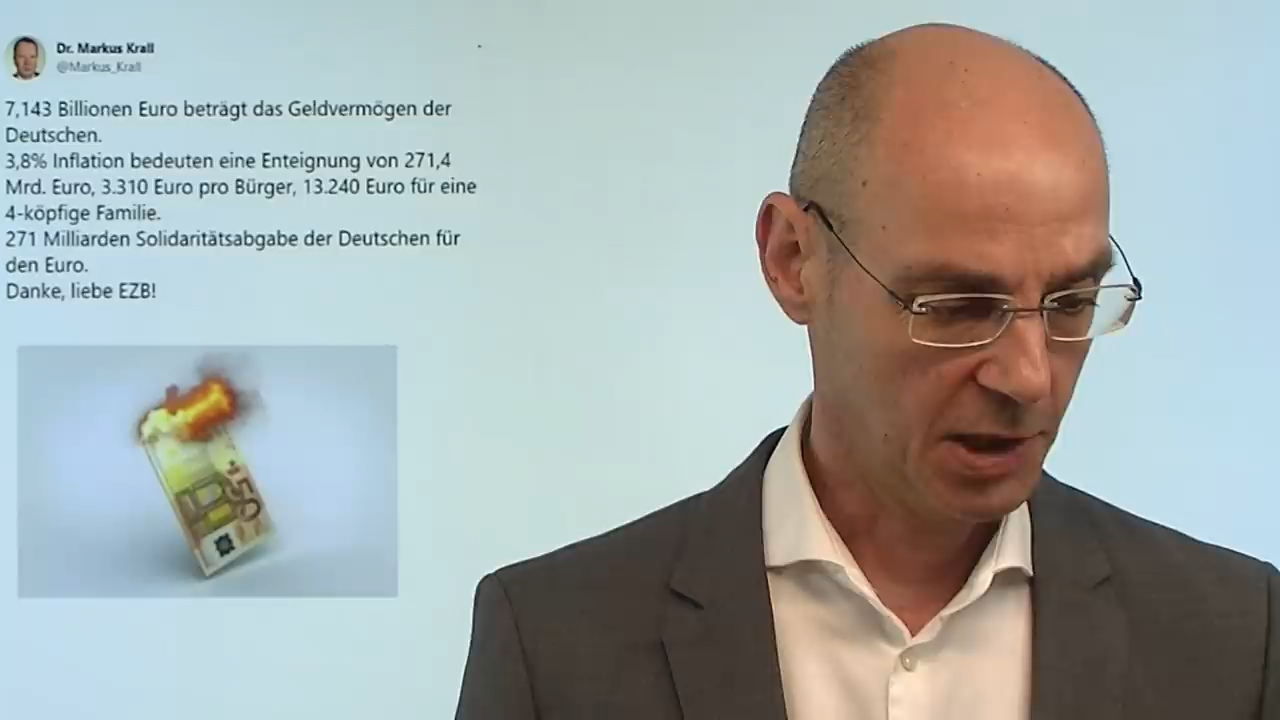 Dr. Markus Krall
@Markus_Krall
7,143 Billionen Euro beträgt das Geldvermögen der
Deutschen.
3,8% Inflation bedeuten eine Enteignung von 271,4
Mrd. Euro, 3.310 Euro pro Bürger, 13.240 Euro für eine
4-köpfige Familie.
271 Milliarden Solidaritätsabgabe der Deutschen für
den Euro.
Danke, liebe EZB!
50